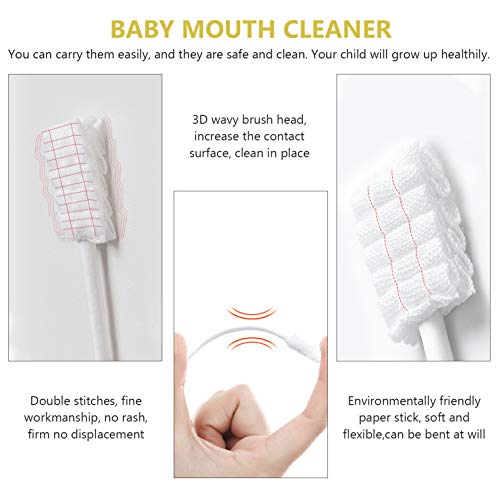 BABY MOUTH CLEANER
You can carry them easily, and they are safe and clean. Your child will grow up healthily.
3D wavy brush head,
increase the contact
surface, clean in place
Double stitches, fine
workmanship, no rash,
firm no displacement
Environmentally friendly
paper stick, soft and
flexible,can be bent at will